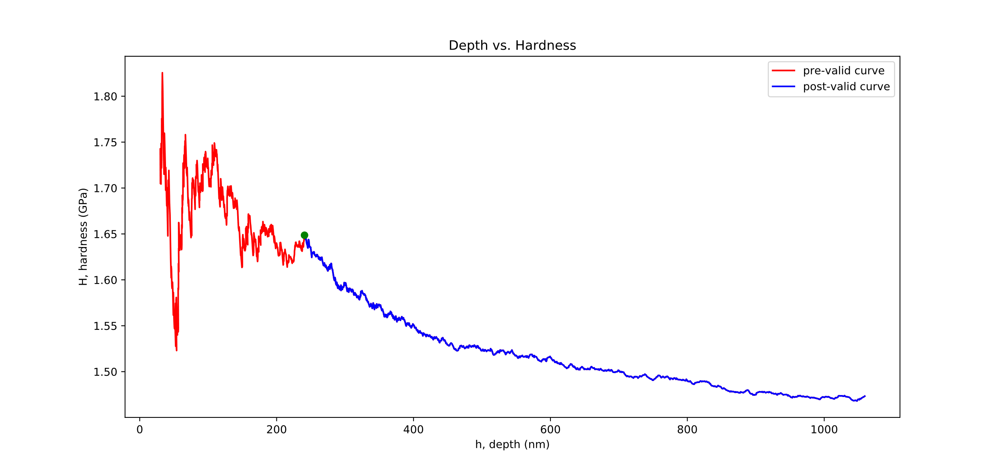 Depth vs. Hardness
pre-valid curve
post-valid curve
1.80
1.75
1.70
1.65
1.60
1.55
1.50
H, hardness (GPa)
0
200
400
600
800
1000
h, depth (nm)